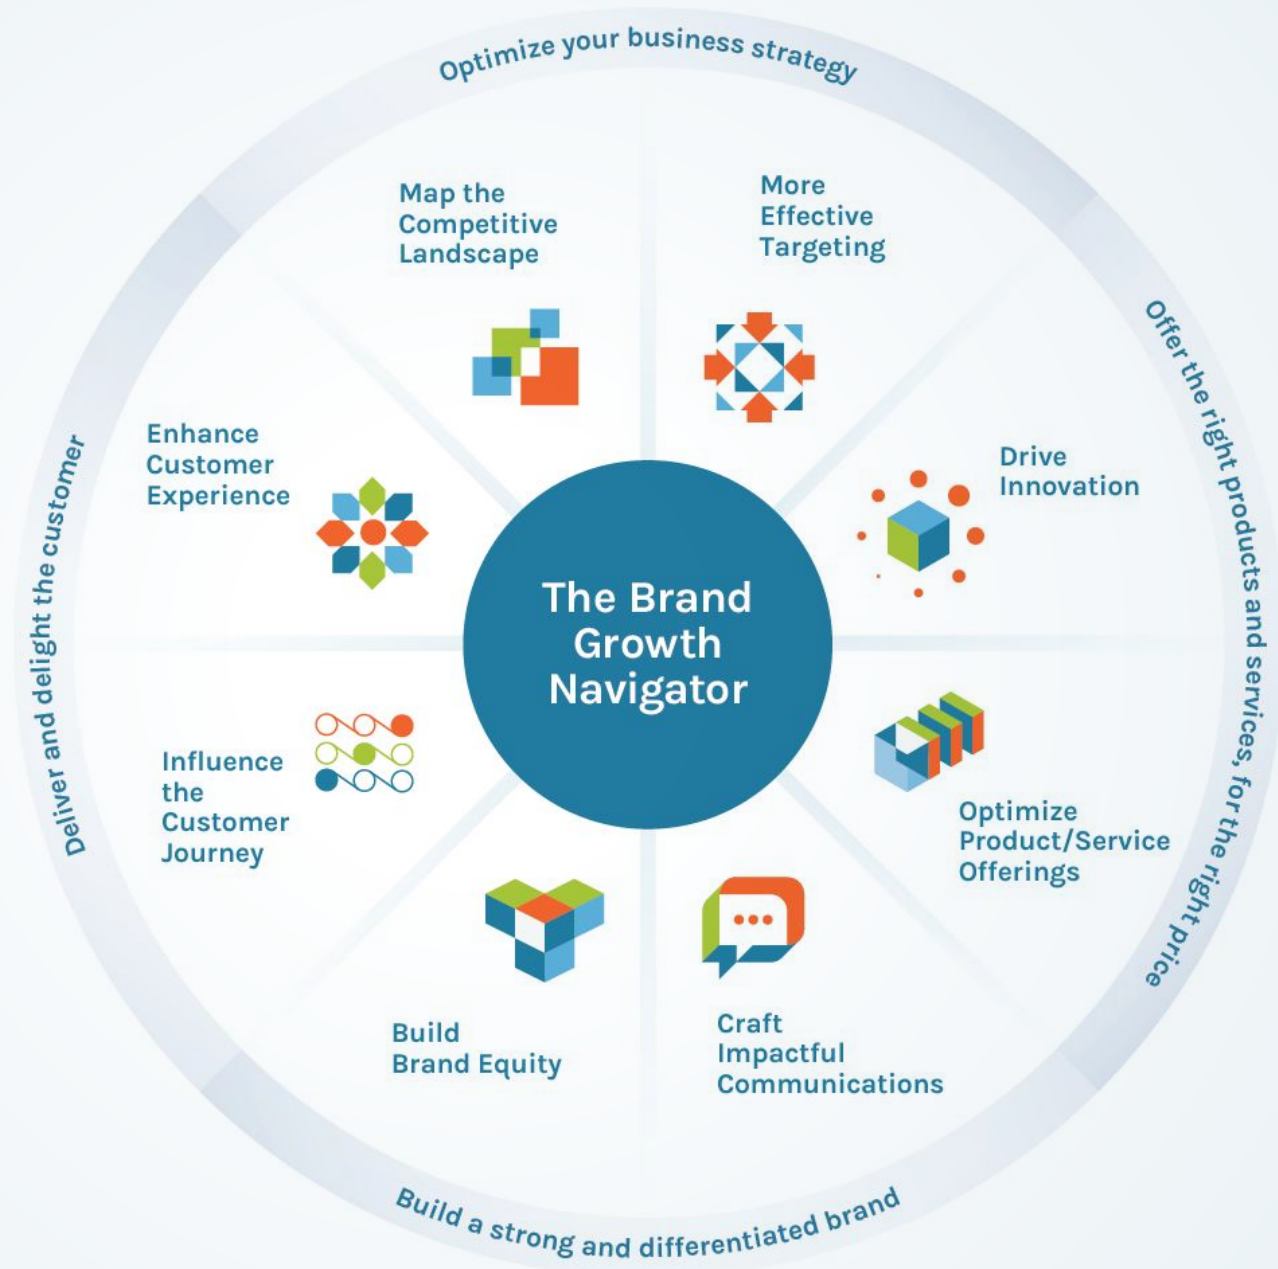 Optimize your business strategy
Map the
Competitive
Landscape
More
Effective
Targeting
Offer the right products and services, for the right price
Enhance
Customer
Experience
Drive
Innovation
Deliver and delight the customer
The Brand
Growth
Navigator
Influence
the
Customer
Journey
Optimize
Product/Service
Offerings
Build
Brand Equity
Craft
Impactful
Communications
Build a strong and differentiated brand